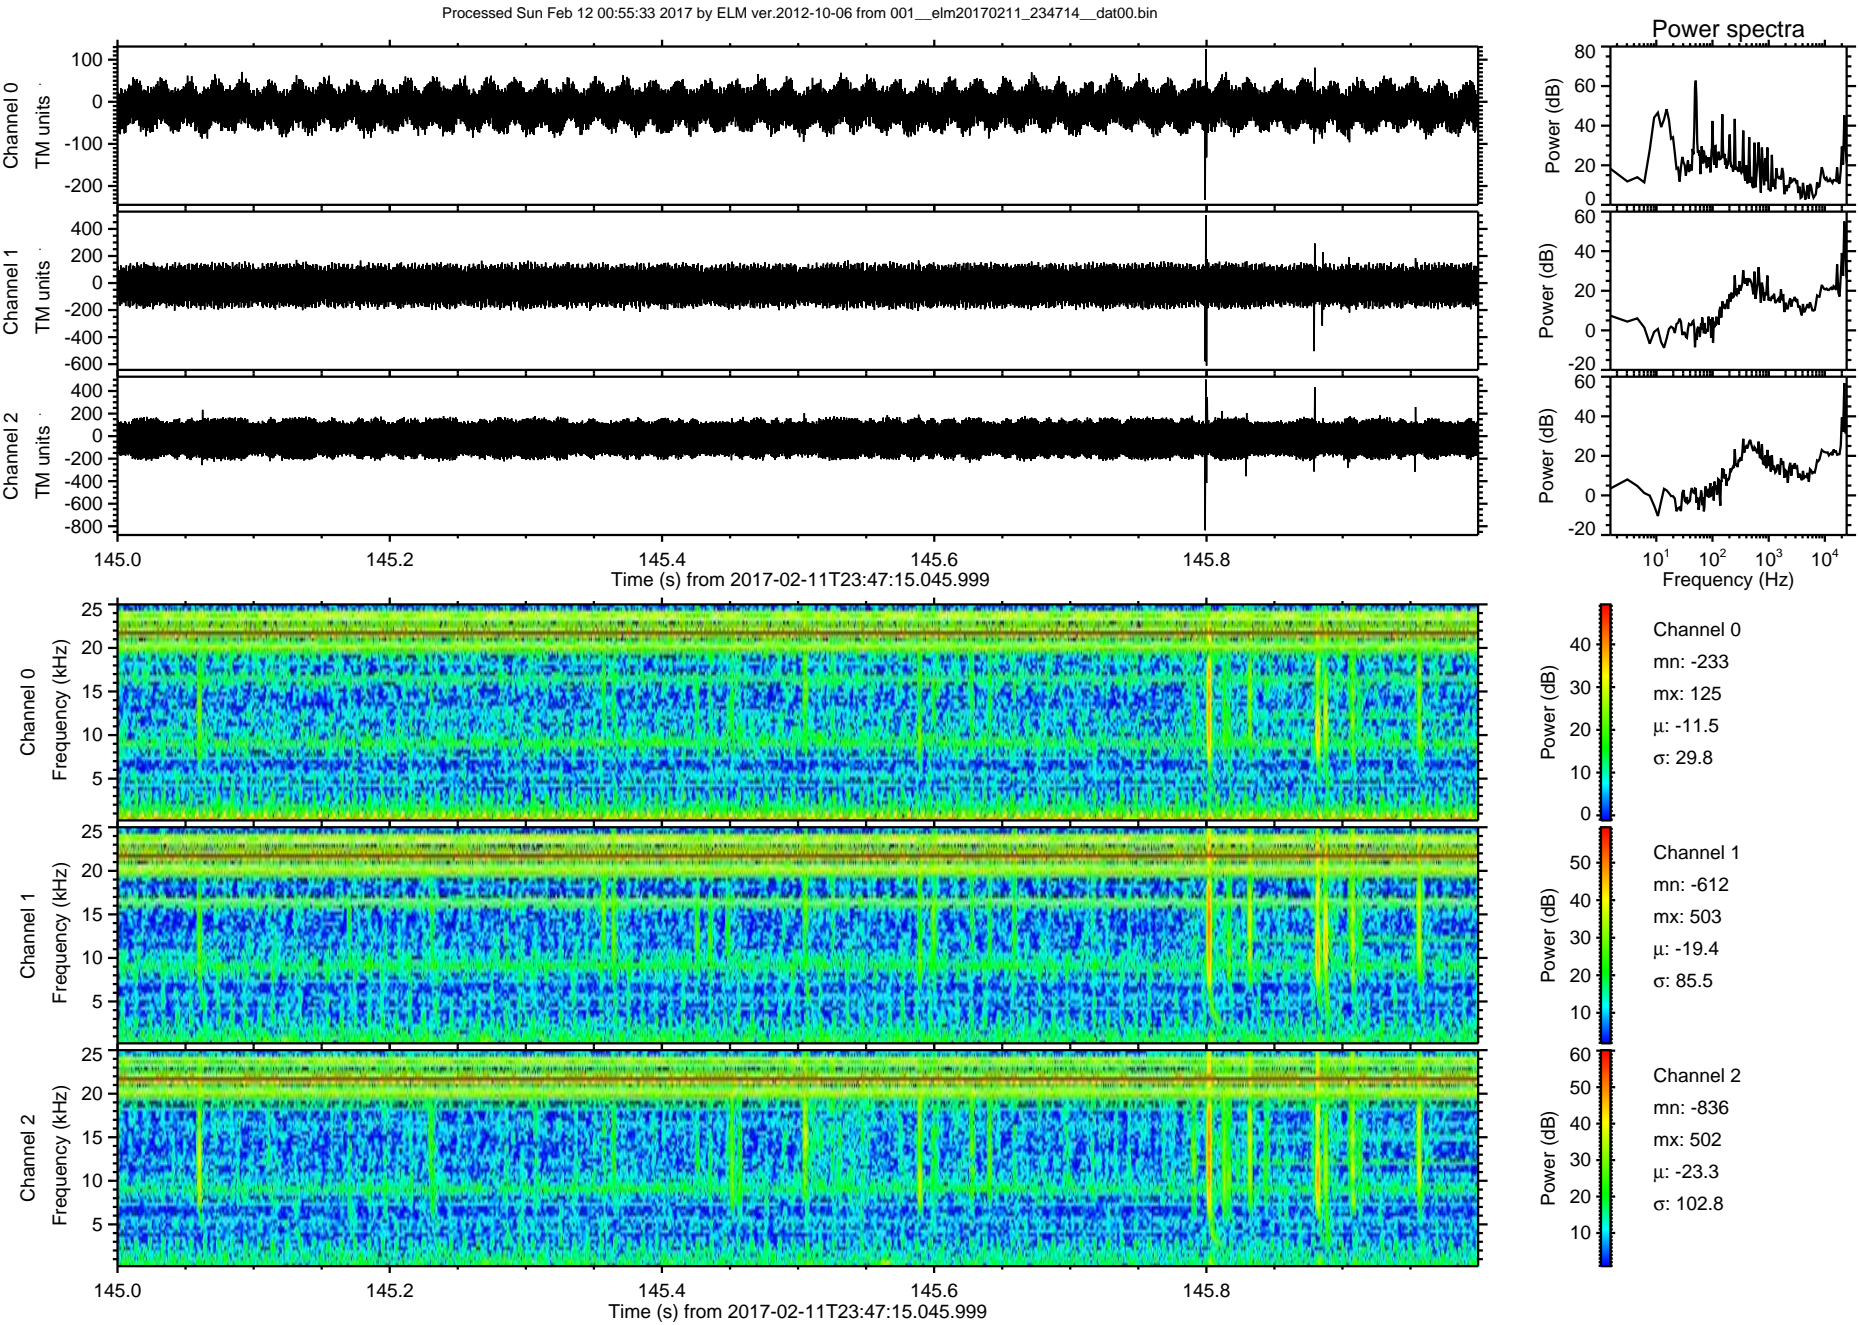 Processed Sun Feb 12 00:55:33 2017 by ELM ver.2012-10-06 from 001__elm20170211_234714__dat00.bin
Power spectra
Channel 0
TM units
100
0
-100
-200
Power (dB)
80
60
40
20
0
Channel 1
TM units
400
200
0
-200
-400
-600
Power (dB)
60
40
20
0
-20
Channel 2
TM units
400
200
0
-200
-400
-600
-800
Power (dB)
60
40
20
0
-20
145.0 145.2 145.4 145.6 145.8
Time (s) from 2017-02-11T23:47:15.045.999
10^1 10^2 10^3 10^4
Frequency (Hz)
Channel 0
Frequency (kHz)
25
20
15
10
5
Power (dB)
40
30
20
10
0
Channel 0
mn: -233
mx: 125
μ: -11.5
σ: 29.8
Channel 1
Frequency (kHz)
25
20
15
10
5
Power (dB)
50
40
30
20
10
Channel 1
mn: -612
mx: 503
μ: -19.4
σ: 85.5
Channel 2
Frequency (kHz)
25
20
15
10
5
Power (dB)
60
50
40
30
20
10
Channel 2
mn: -836
mx: 502
μ: -23.3
σ: 102.8
145.0 145.2 145.4 145.6 145.8
Time (s) from 2017-02-11T23:47:15.045.999